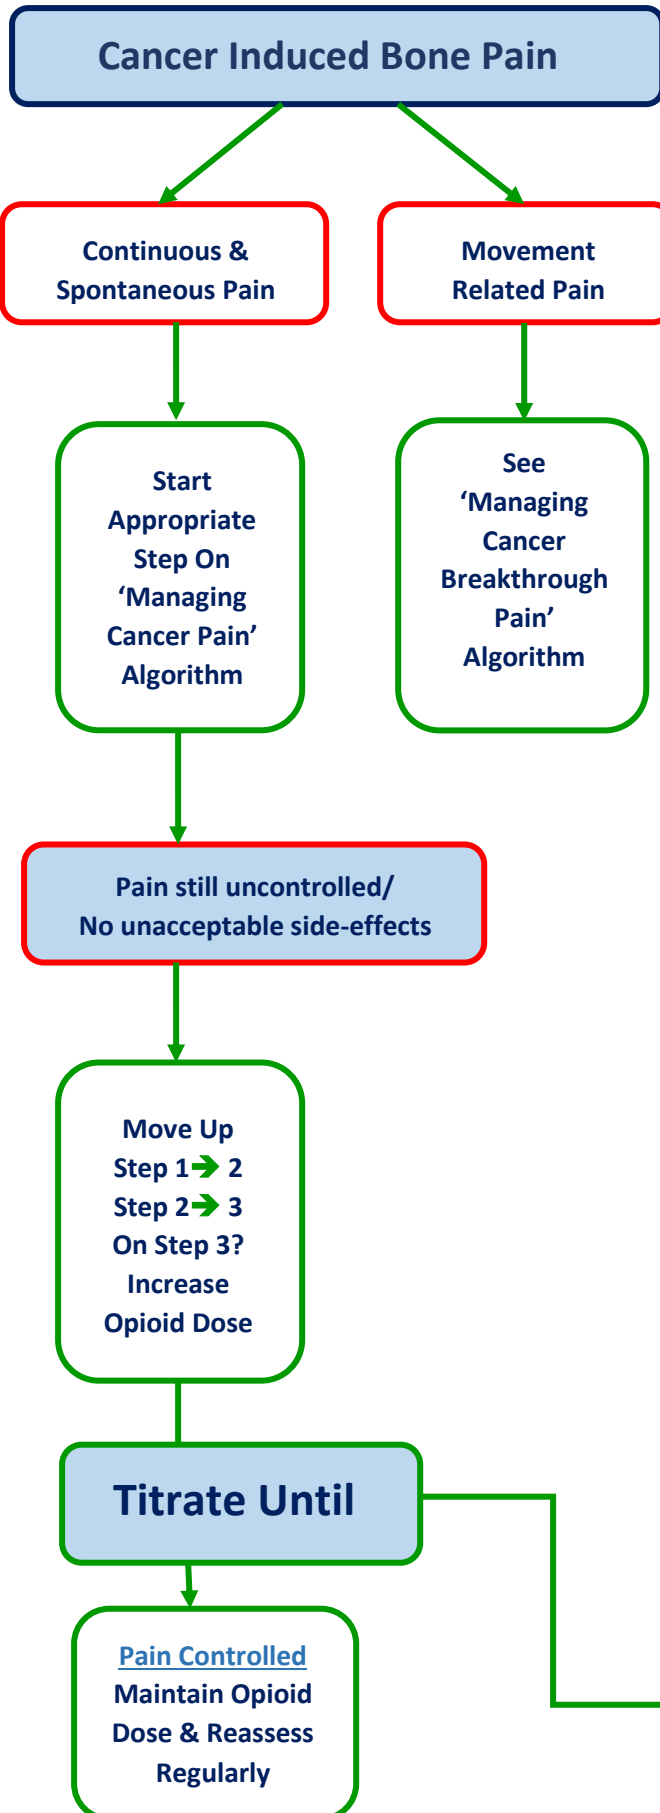 Cancer Induced Bone Pain
Continuous &
Spontaneous Pain
Movement
Related Pain
Start
Appropriate
Step On
‘Managing
Cancer Pain’
Algorithm
See
‘Managing
Cancer
Breakthrough
Pain’
Algorithm
Pain still uncontrolled/
No unacceptable side-effects
Move Up
Step 1➔ 2
Step 2➔ 3
On Step 3?
Increase
Opioid Dose
Titrate Until
Pain Controlled
Maintain Opioid
Dose & Reassess
Regularly